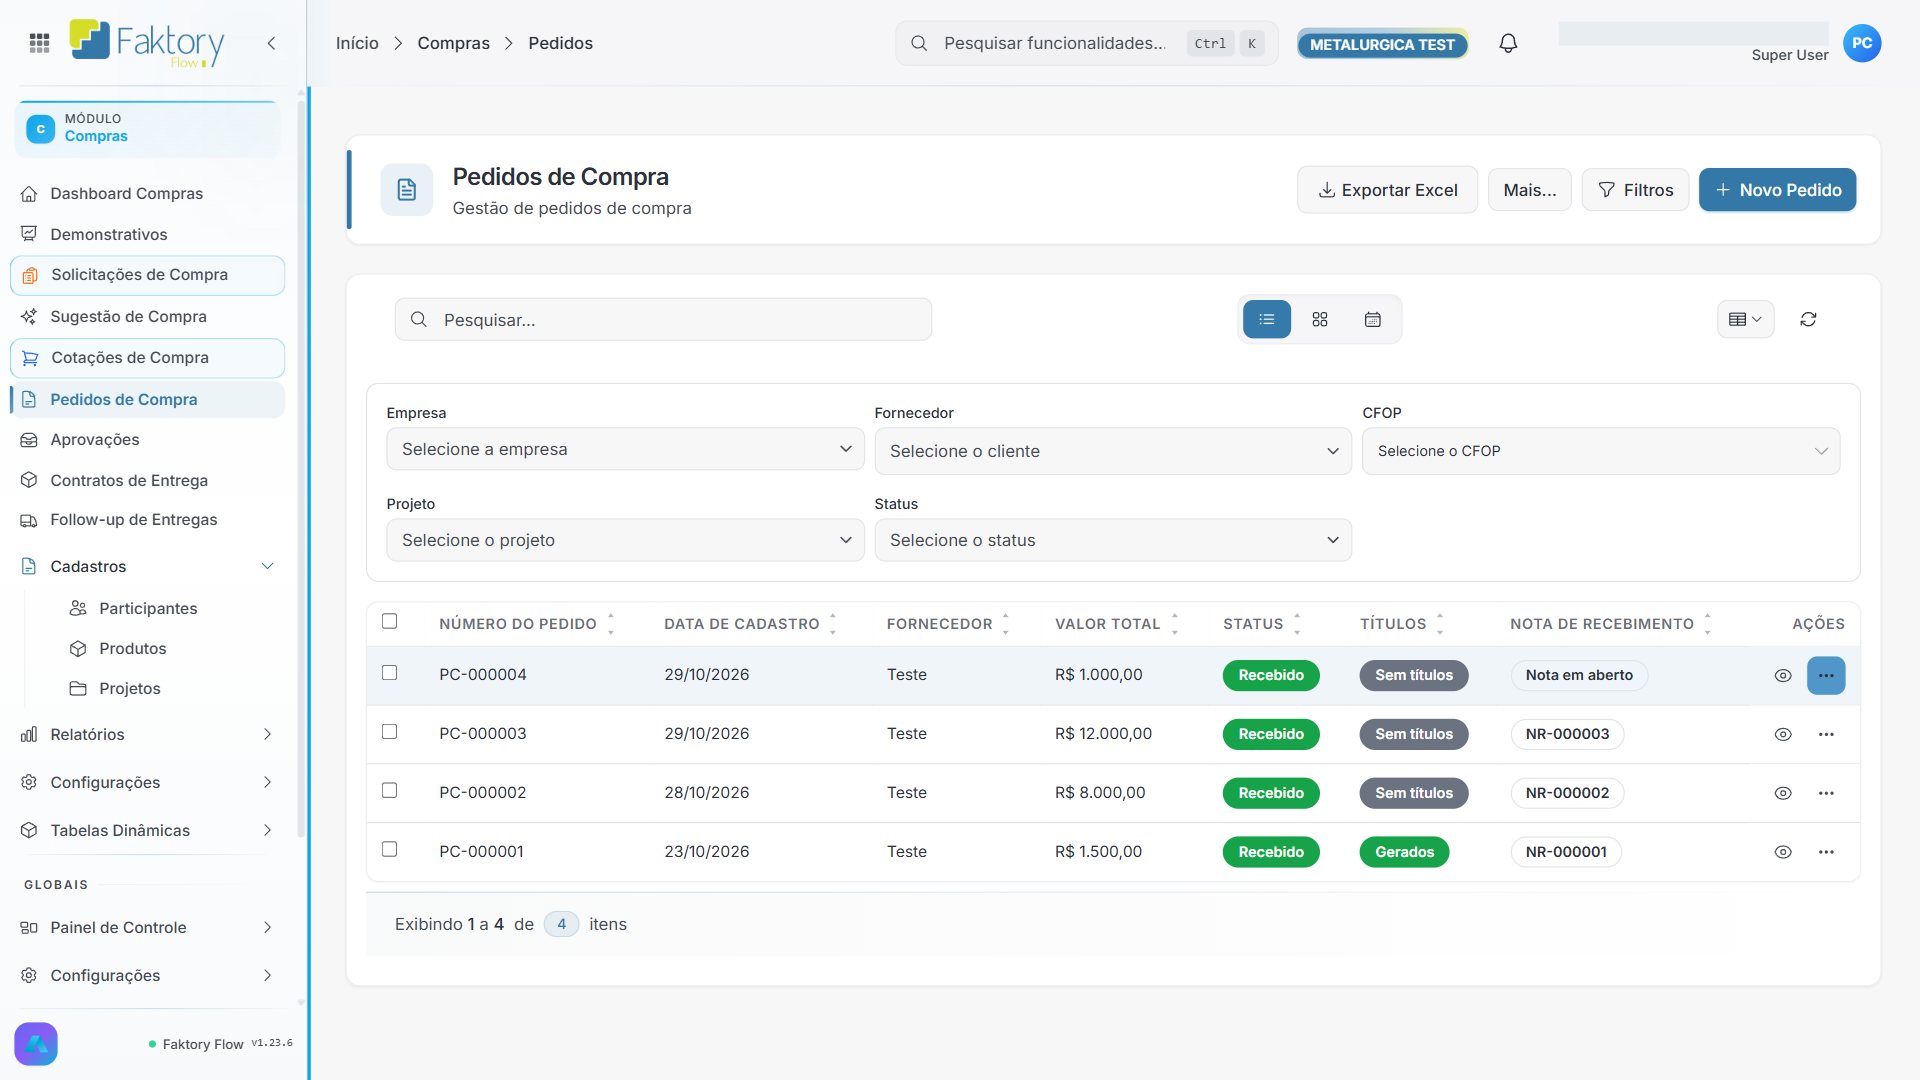 Faktory
Flow
Início
Compras
Pedidos
Pesquisar funcionalidades...
Ctrl
K
METALURGICA TEST
Super User
PC
C
MÓDULO
Compras
Dashboard Compras
Demonstrativos
Solicitações de Compra
Sugestão de Compra
Cotações de Compra
Pedidos de Compra
Aprovações
Contratos de Entrega
Follow-up de Entregas
Cadastros
Participantes
Produtos
Projetos
Relatórios
Configurações
Tabelas Dinâmicas
GLOBAIS
Painel de Controle
Configurações
Faktory Flow v1.23.6
Pedidos de Compra
Gestão de pedidos de compra
Exportar Excel
Mais...
Filtros
Novo Pedido
Pesquisar...
Empresa
Fornecedor
CFOP
Selecione a empresa
Selecione o cliente
Selecione o CFOP
Projeto
Status
Selecione o projeto
Selecione o status
NÚMERO DO PEDIDO DATA DE CADASTRO FORNECEDOR VALOR TOTAL STATUS TÍTULOS NOTA DE RECEBIMENTO AÇÕES
PC-000004 29/10/2026 Teste R$ 1.000,00 Recebido Sem títulos Nota em aberto
PC-000003 29/10/2026 Teste R$ 12.000,00 Recebido Sem títulos NR-000003
PC-000002 28/10/2026 Teste R$ 8.000,00 Recebido Sem títulos NR-000002
PC-000001 23/10/2026 Teste R$ 1.500,00 Recebido Gerados NR-000001
Exibindo 1 a 4 de 4 itens